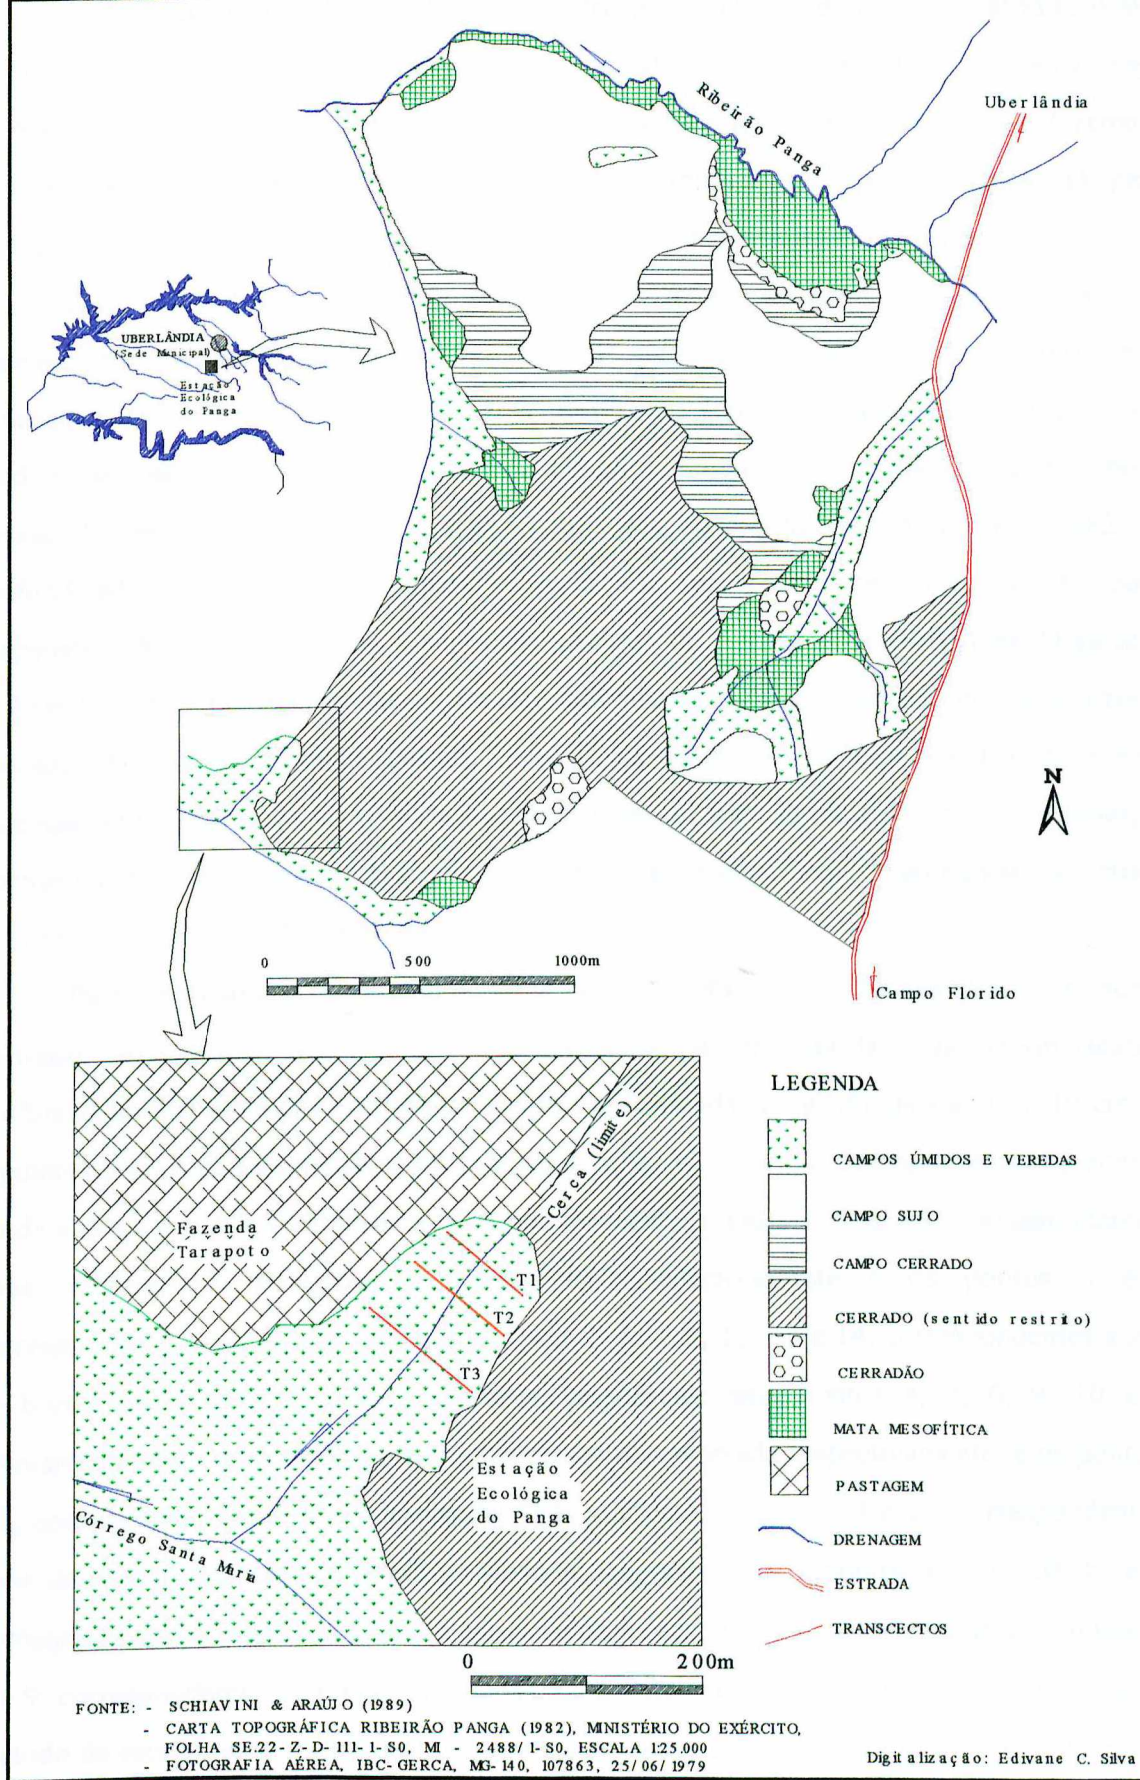 Ribeirão Panga
Uberlândia
UBERLÂNDIA
(Sede Municipal)
Estação
Ecológica
do Panga
N
0 500 1000m
Campo Florido
LEGENDA
CAMPOS ÚMIDOS E VEREDAS
CAMPO SUJO
CAMPO CERRADO
CERRADO (sentido restrito)
CERRADÃO
MATA MESOFÍTICA
PASTAGEM
DRENAGEM
ESTRADA
TRANSCECTOS
Cerca (limite)
Fazenda
Tarapoto
T1
T2
T3
Estação
Ecológica
do Panga
Córrego Santa Maria
0 200m
FONTE: - SCHIAVINI & ARAÚJO (1989)
- CARTA TOPOGRÁFICA RIBEIRÃO PANGA (1982), MINISTÉRIO DO EXÉRCITO,
FOLHA SE.22-Z-D-111-1-S0, MI - 2488/1-S0, ESCALA 1:25.000
- FOTOGRAFIA AÉREA, IBC-GERCA, MG-140, 107863, 25/06/1979
Digitalização: Edivane C. Silva